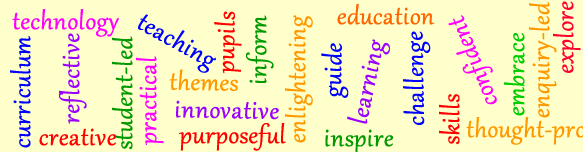 technology
teaching
pupils
inform
enlightening
education
curriculum
reflective
student-led
practical
themes
innovative
guide
learning
challenge
confident
skills
embrace
enquiry-led
explore
creative
purposeful
inspire
thought-pro